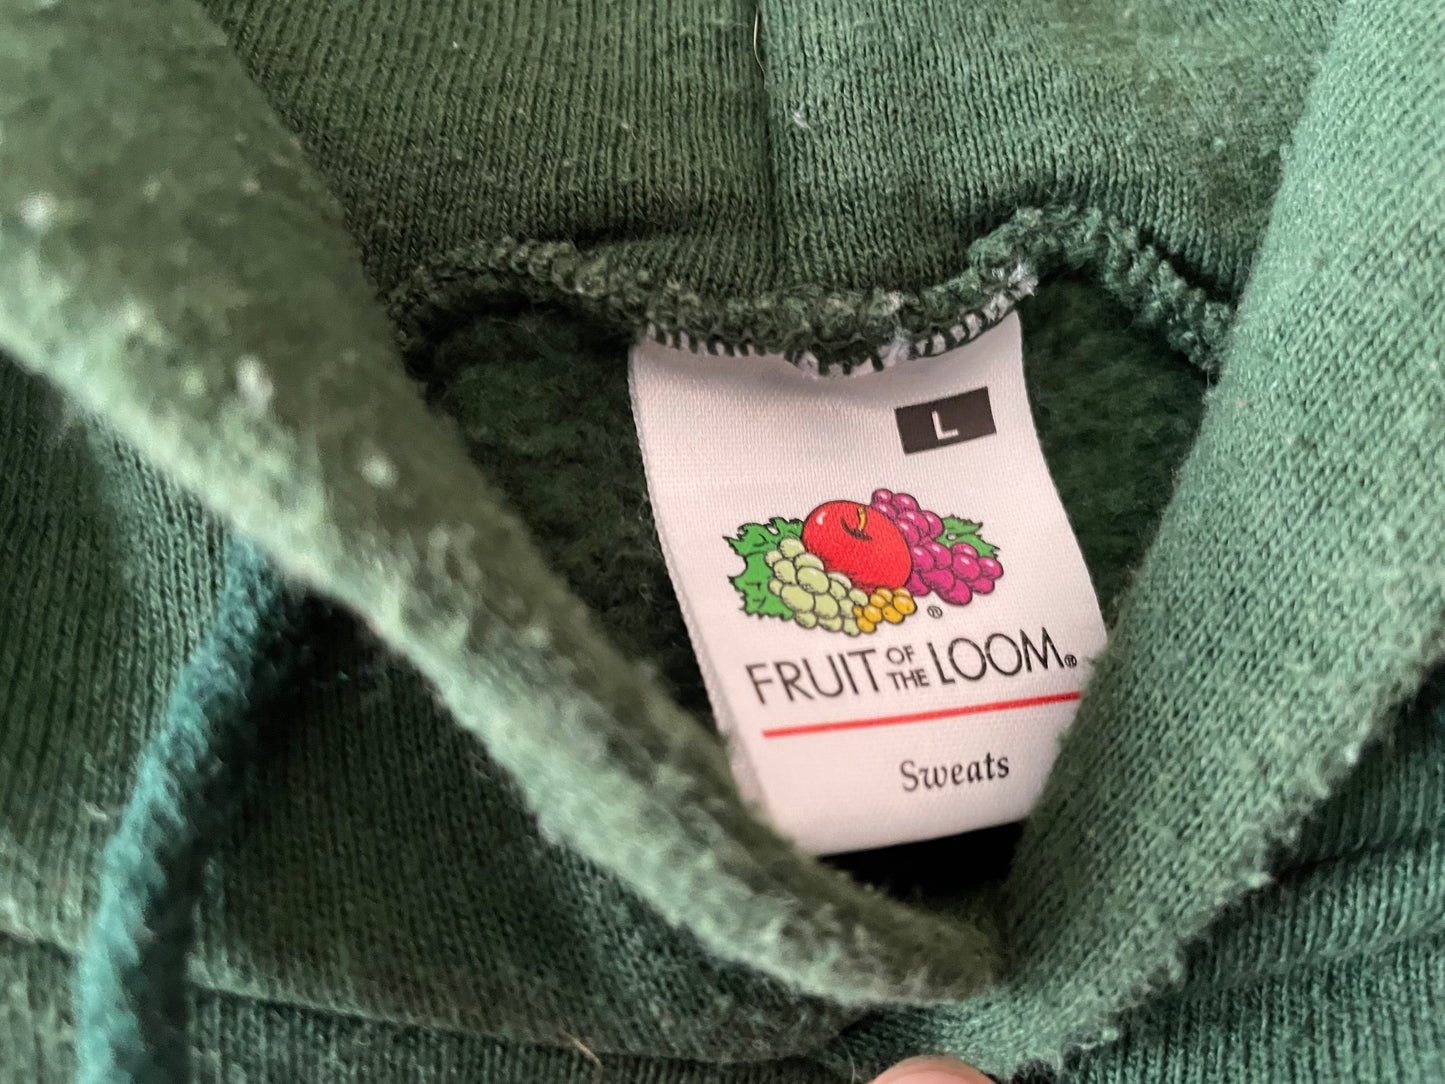 L
®
FRUIT OF THE LOOM®
Sweats